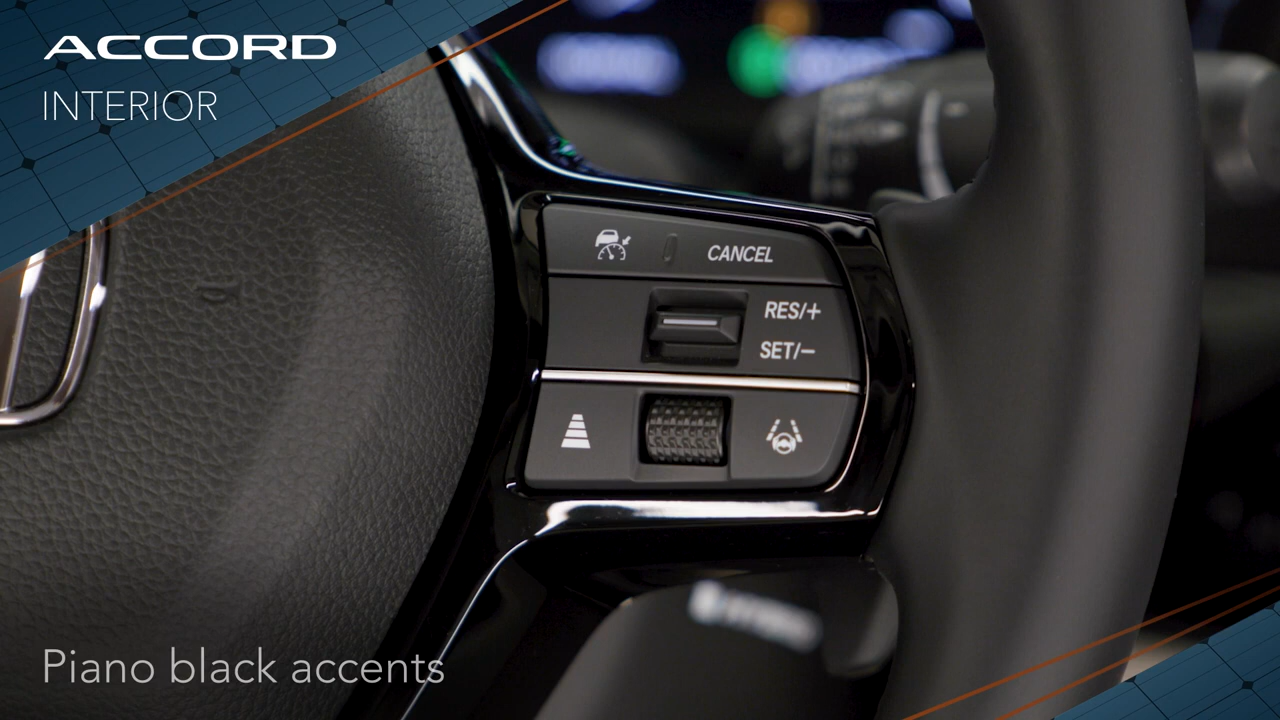 ACCORD
INTERIOR
CANCEL
RES/+
SET/−
Piano black accents